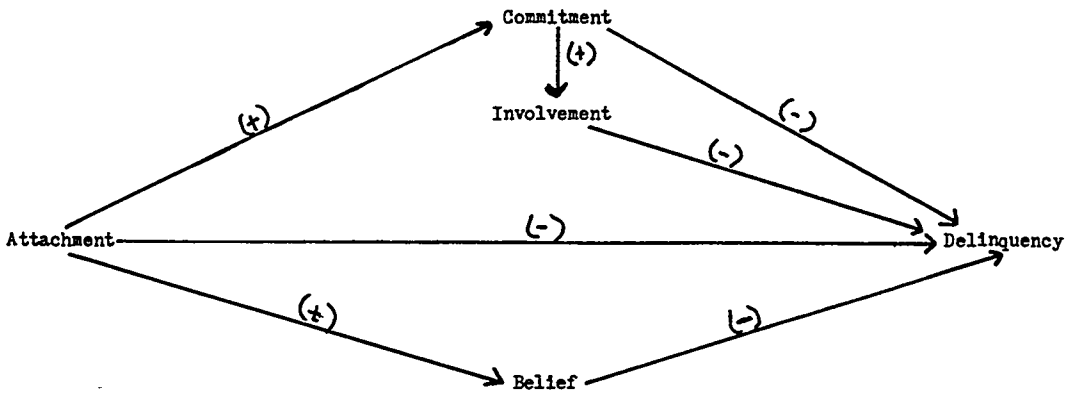 Commitment
(+)
Involvement
(+)
(-)
(-)
(-)
Attachment
Delinquency
(+)
(-)
Belief